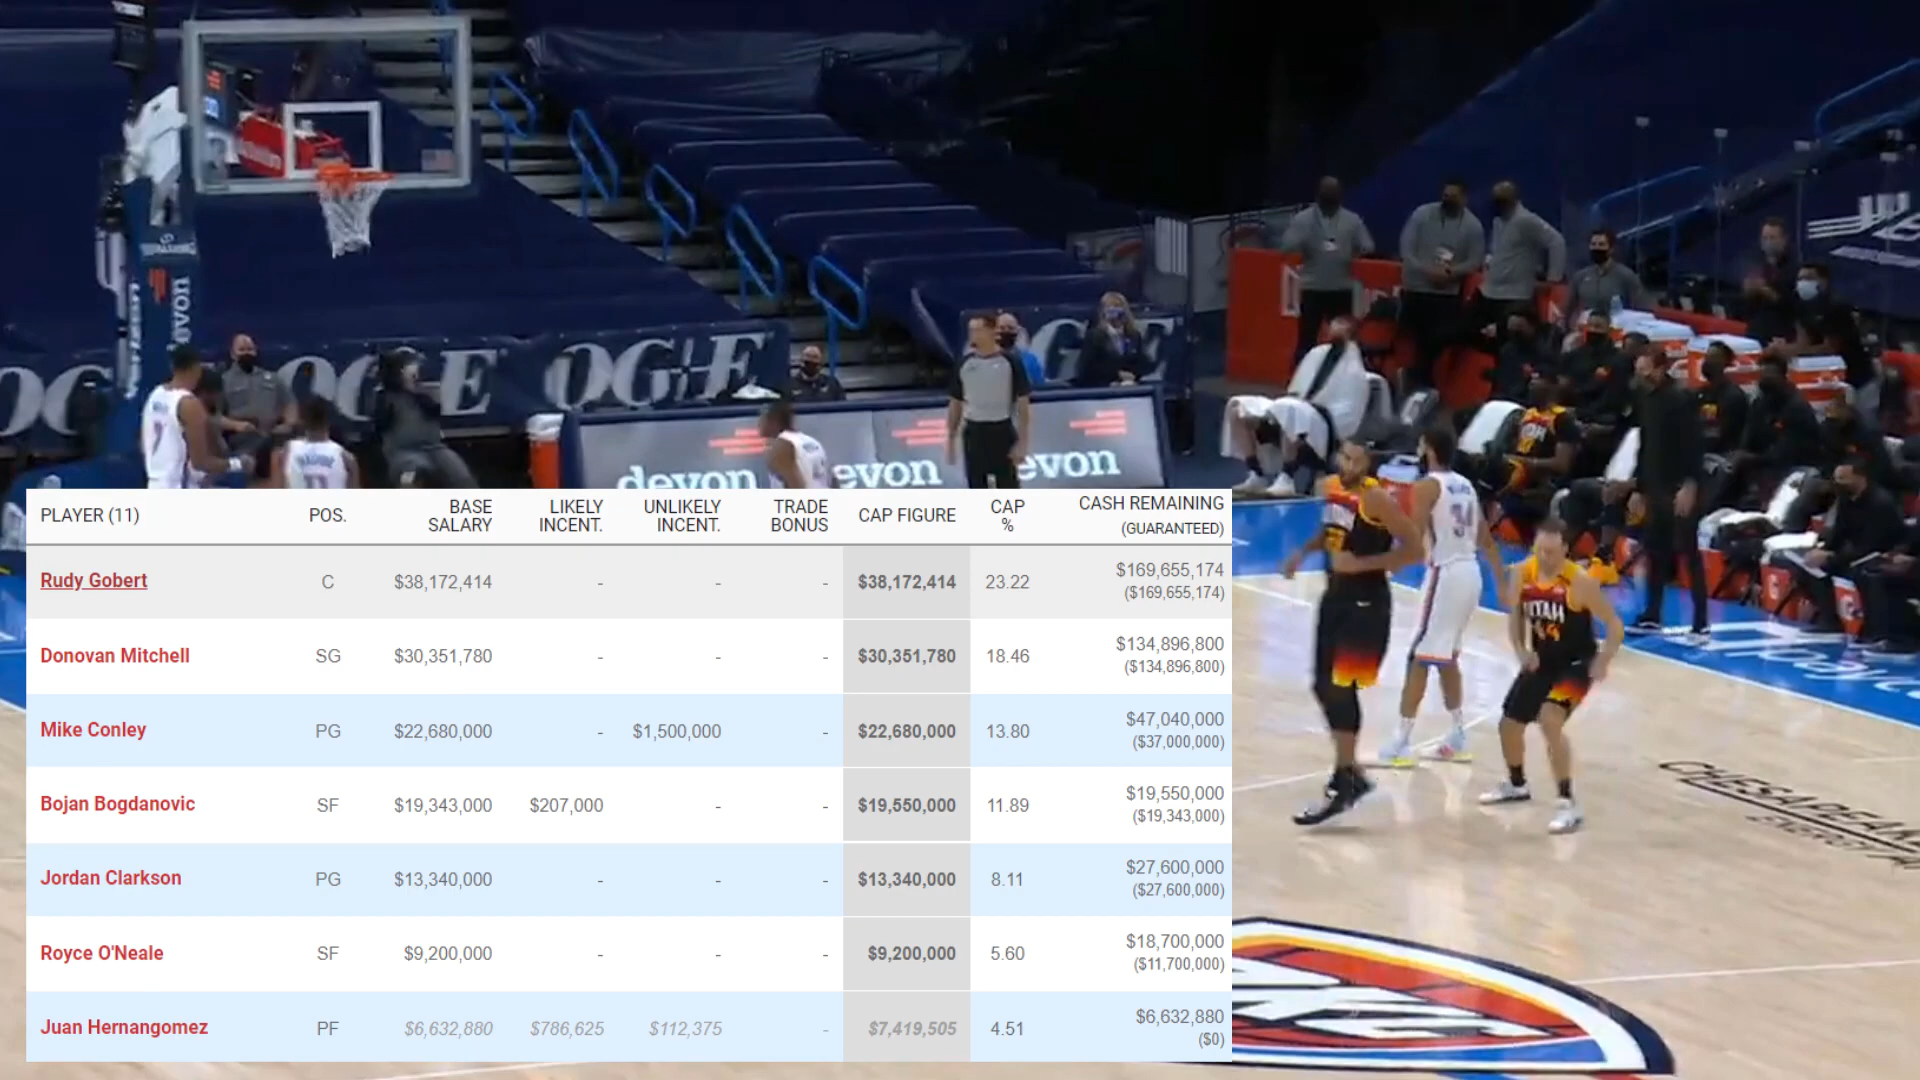 devon
OGE
OG+E
devon evon evon
34
UTAH
44
PLAYER (11) POS. BASE SALARY LIKELY INCENT. UNLIKELY INCENT. TRADE BONUS CAP FIGURE CAP % CASH REMAINING (GUARANTEED)
Rudy Gobert C $38,172,414 - - - $38,172,414 23.22 $169,655,174
($169,655,174)
Donovan Mitchell SG $30,351,780 - - - $30,351,780 18.46 $134,896,800
($134,896,800)
Mike Conley PG $22,680,000 - $1,500,000 - $22,680,000 13.80 $47,040,000
($37,000,000)
Bojan Bogdanovic SF $19,343,000 $207,000 - - $19,550,000 11.89 $19,550,000
($19,343,000)
Jordan Clarkson PG $13,340,000 - - - $13,340,000 8.11 $27,600,000
($27,600,000)
Royce O'Neale SF $9,200,000 - - - $9,200,000 5.60 $18,700,000
($11,700,000)
Juan Hernangomez PF $6,632,880 $786,625 $112,375 - $7,419,505 4.51 $6,632,880
($0)
CHESAPEAKE